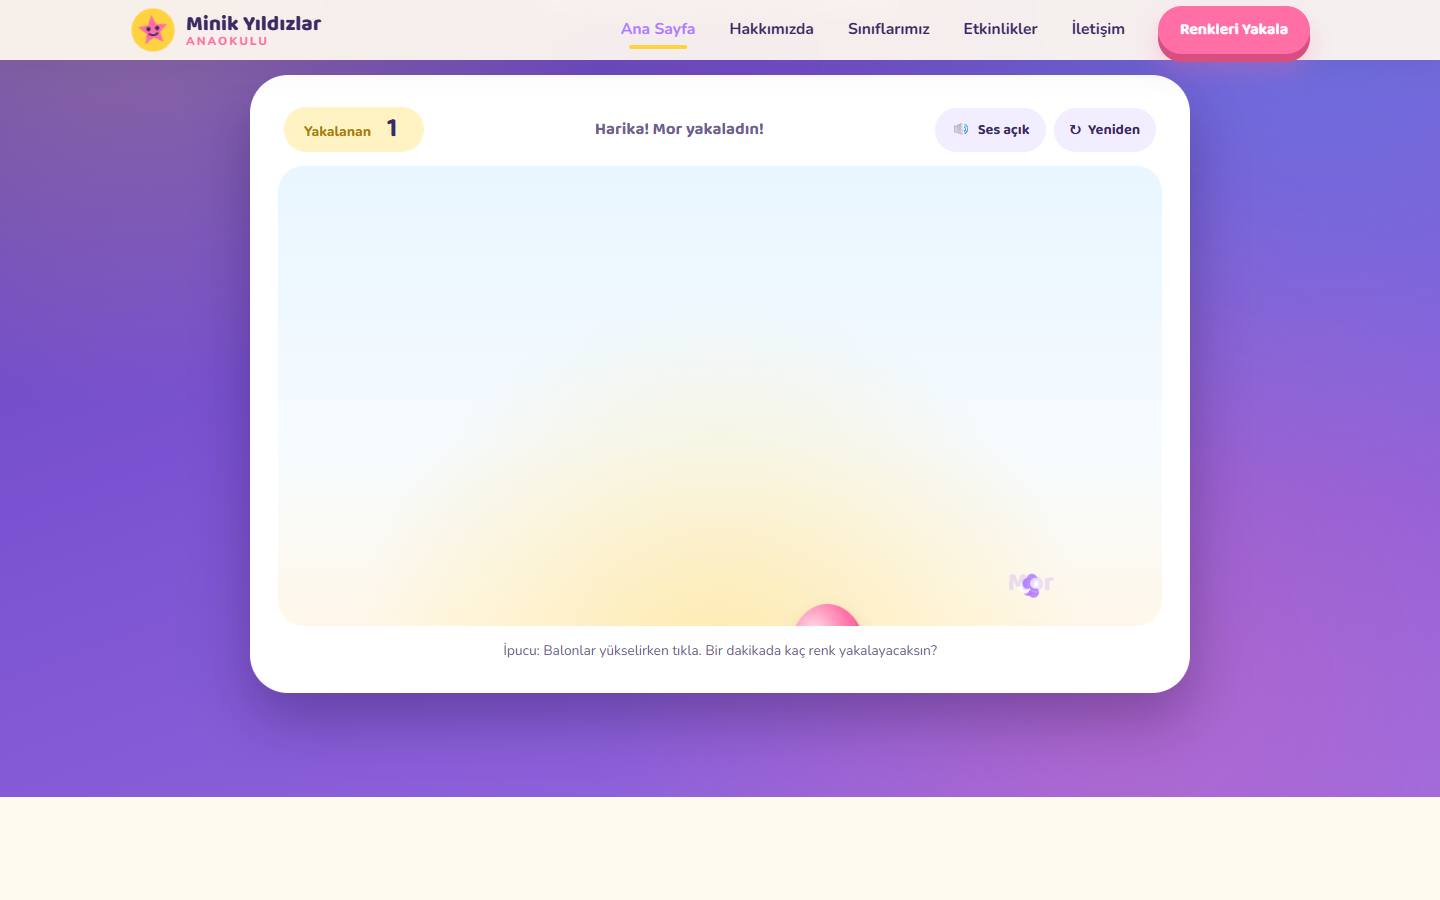 Minik Yıldızlar
ANAOKULU
Ana Sayfa
Hakkımızda
Sınıflarımız
Etkinlikler
İletişim
Renkleri Yakala
Yakalanan 1
Harika! Mor yakaladın!
Ses açık
↻ Yeniden
Mor
İpucu: Balonlar yükselirken tıkla. Bir dakikada kaç renk yakalayacaksın?